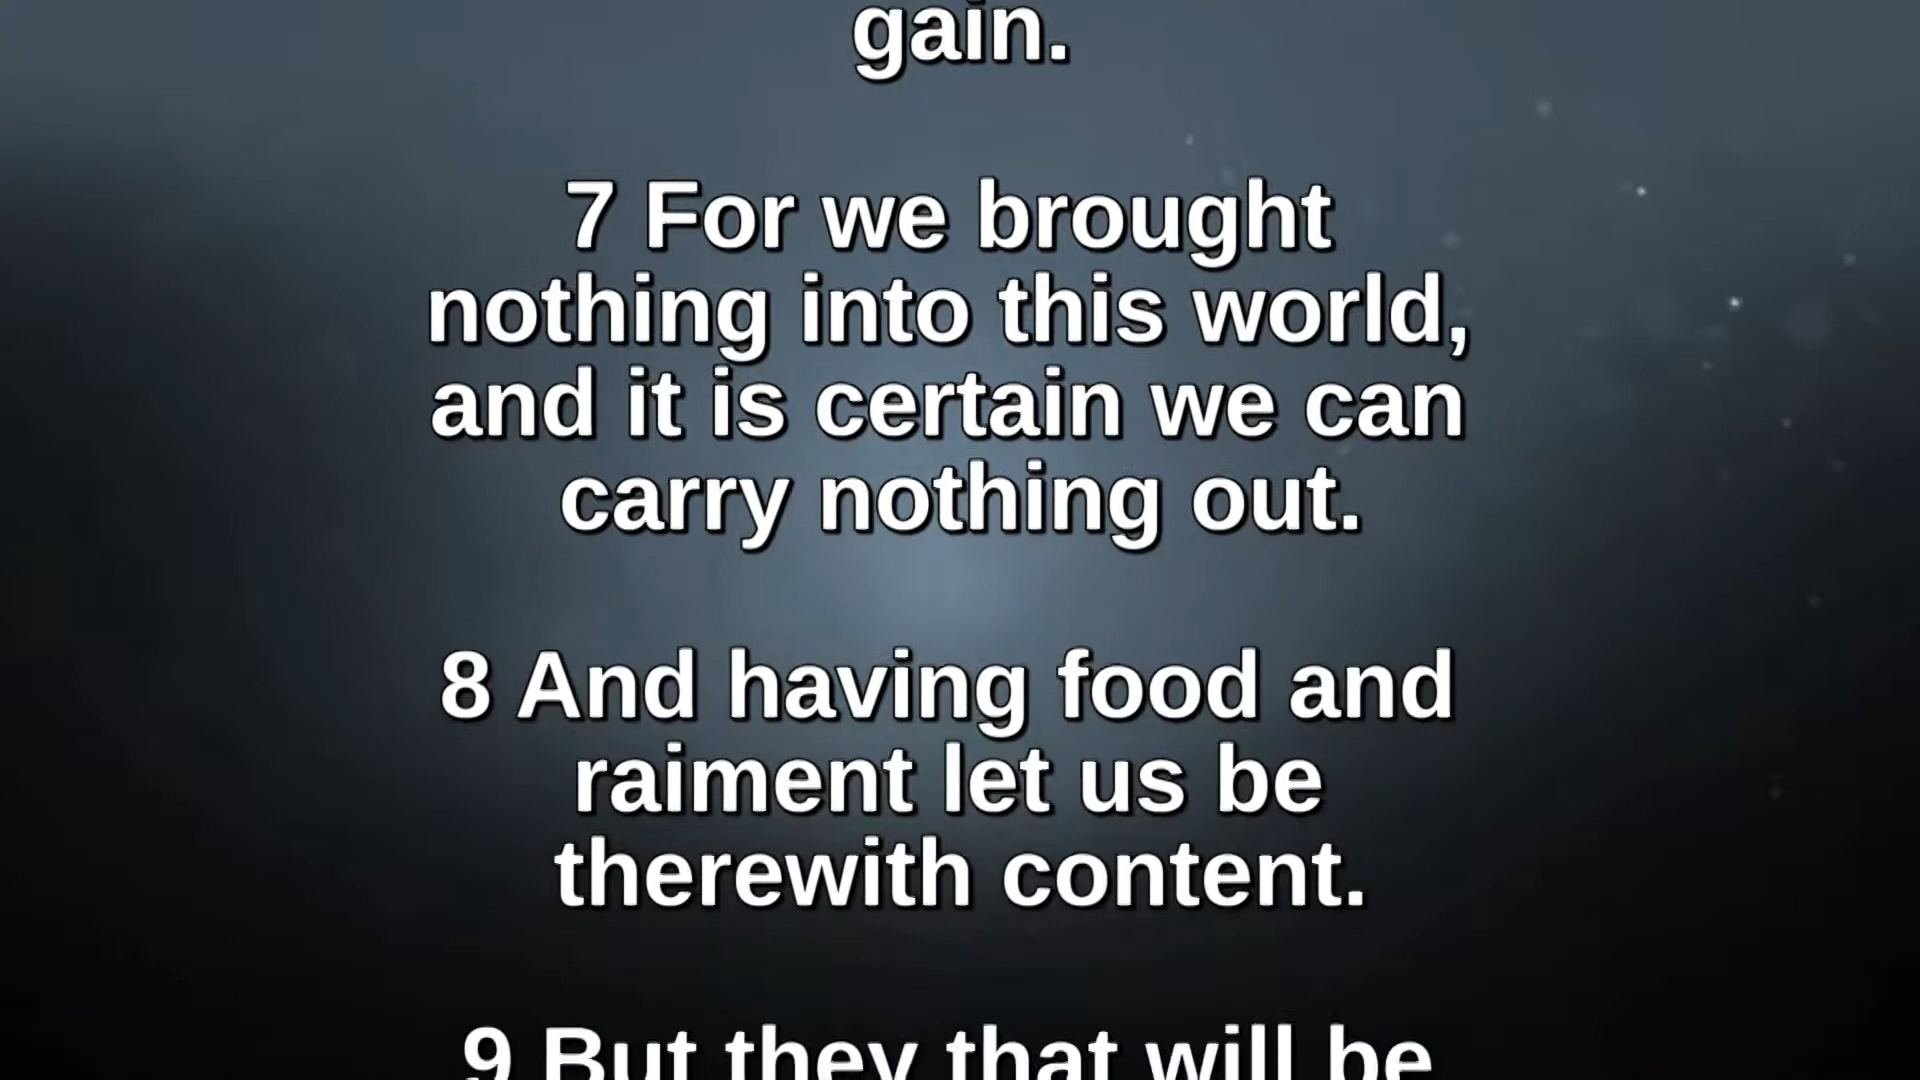 gain.
7 For we brought
nothing into this world,
and it is certain we can
carry nothing out.
8 And having food and
raiment let us be
therewith content.
9 But they that will be